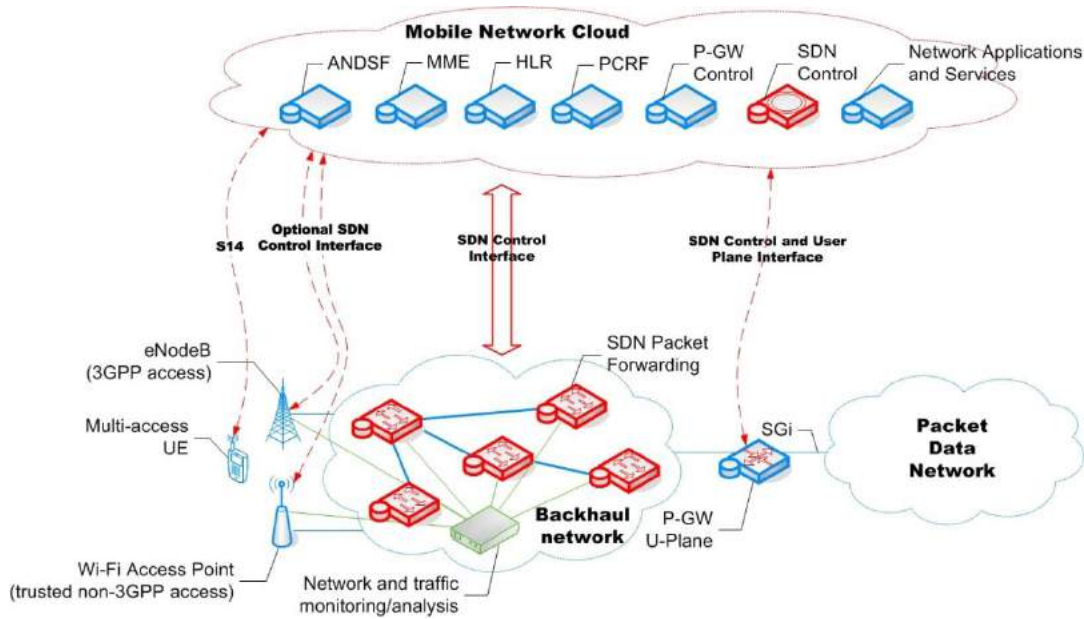 Mobile Network Cloud
ANDSF
MME
HLR
PCRF
P-GW
Control
SDN
Control
Network Applications
and Services
S14
Optional SDN
Control Interface
SDN Control
Interface
SDN Control and User
Plane Interface
eNodeB
(3GPP access)
SDN Packet
Forwarding
Multi-access
UE
SGi
Packet
Data
Network
Backhaul
network
P-GW
U-Plane
Wi-Fi Access Point
(trusted non-3GPP access)
Network and traffic
monitoring/analysis